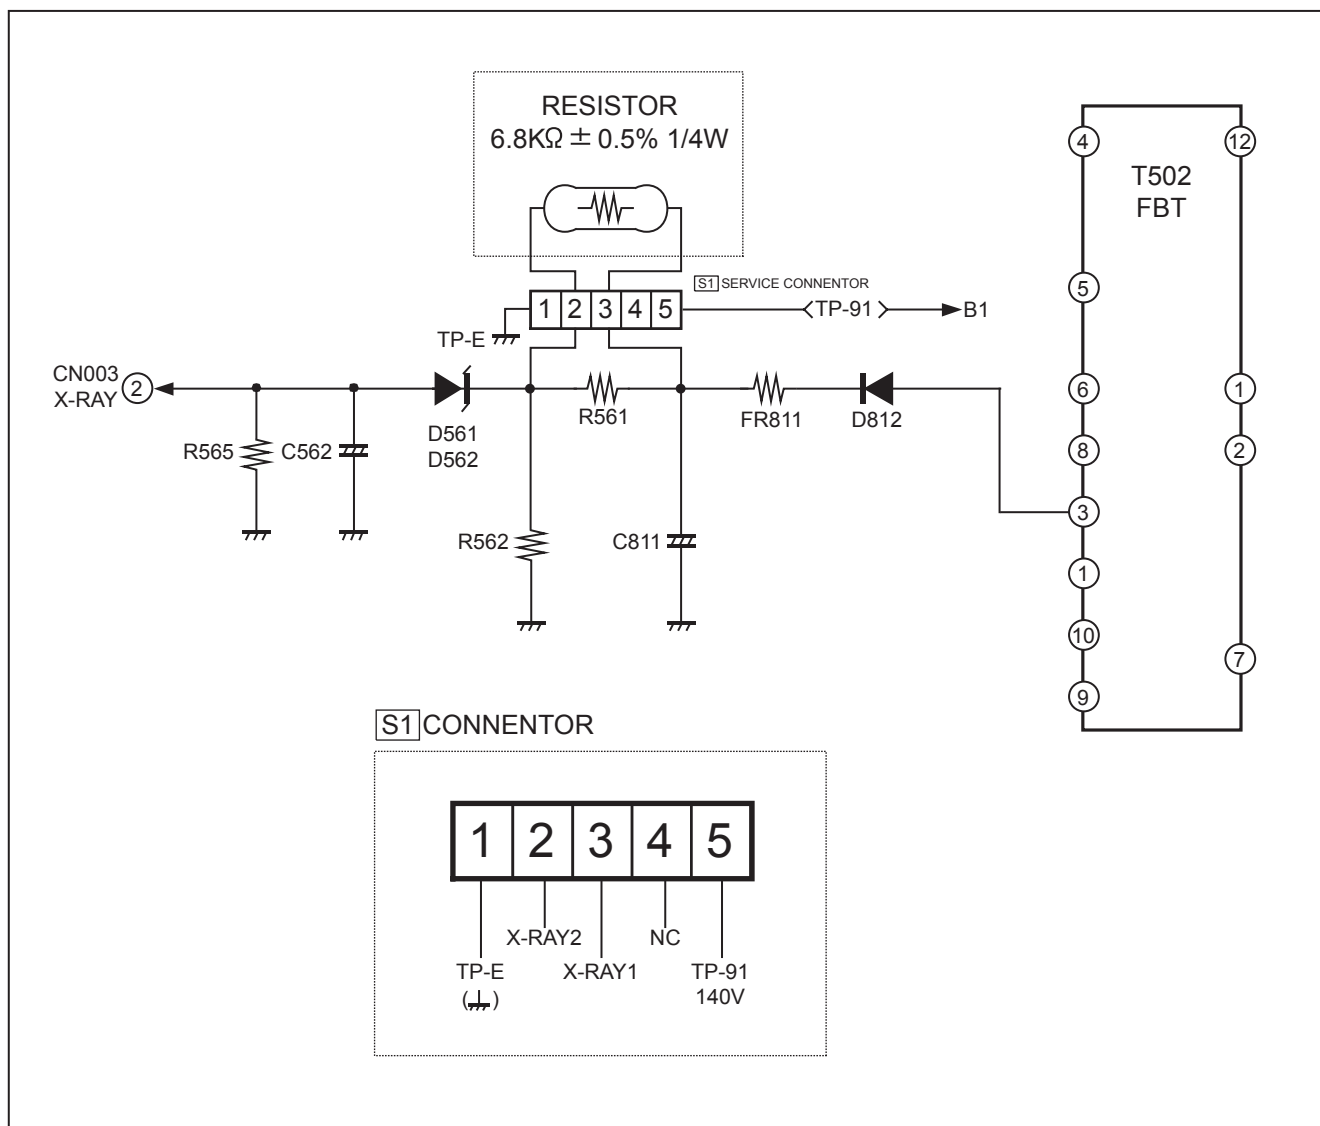 RESISTOR
6.8KΩ ± 0.5% 1/4W
4
12
T502
FBT
5
S1 SERVICE CONNENTOR
1 2 3 4 5
TP-91
B1
TP-E
CN003
X-RAY
2
R561
FR811
D812
6
1
D561
D562
R565
C562
8
2
3
R562
C811
1
10
7
9
S1 CONNENTOR
1 2 3 4 5
X-RAY2
NC
TP-E
X-RAY1
TP-91
( )
140V